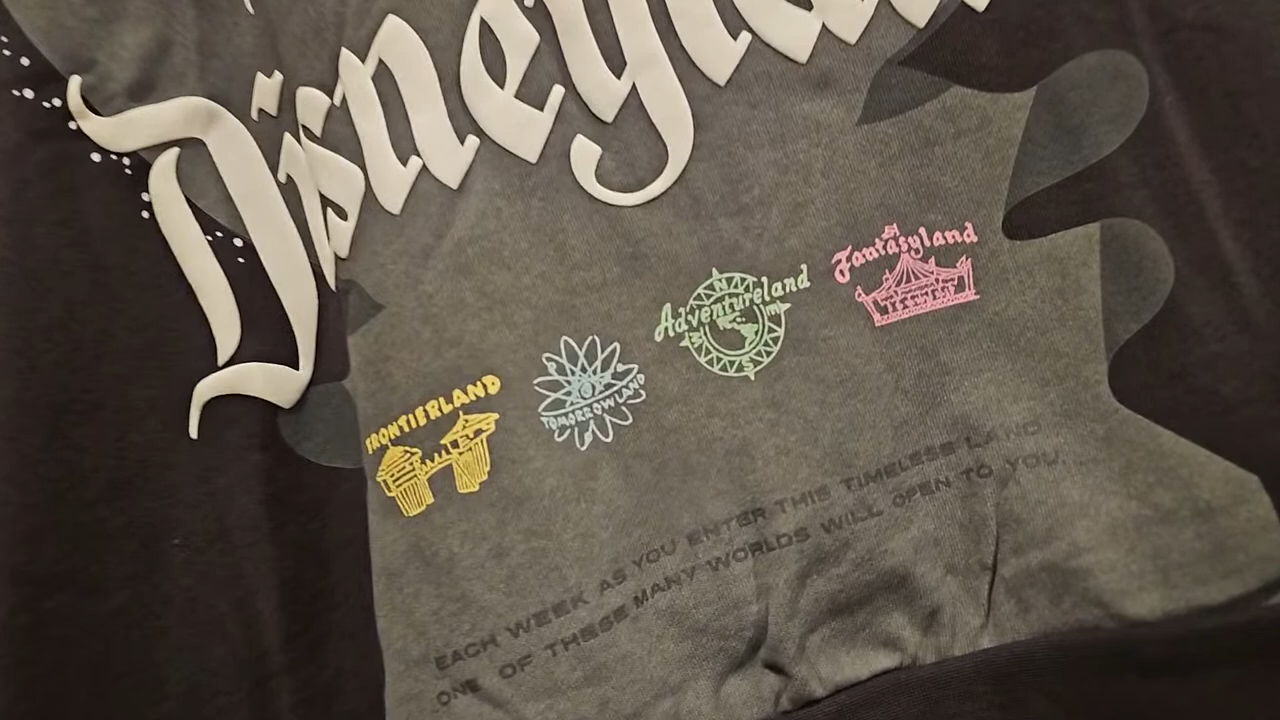 Disneyland
FRONTIERLAND
TOMORROWLAND
Adventureland
N
E
S
W
Fantasyland
EACH WEEK AS YOU ENTER THIS TIMELESS LAND
ONE OF THESE MANY WORLDS WILL OPEN TO YOU...